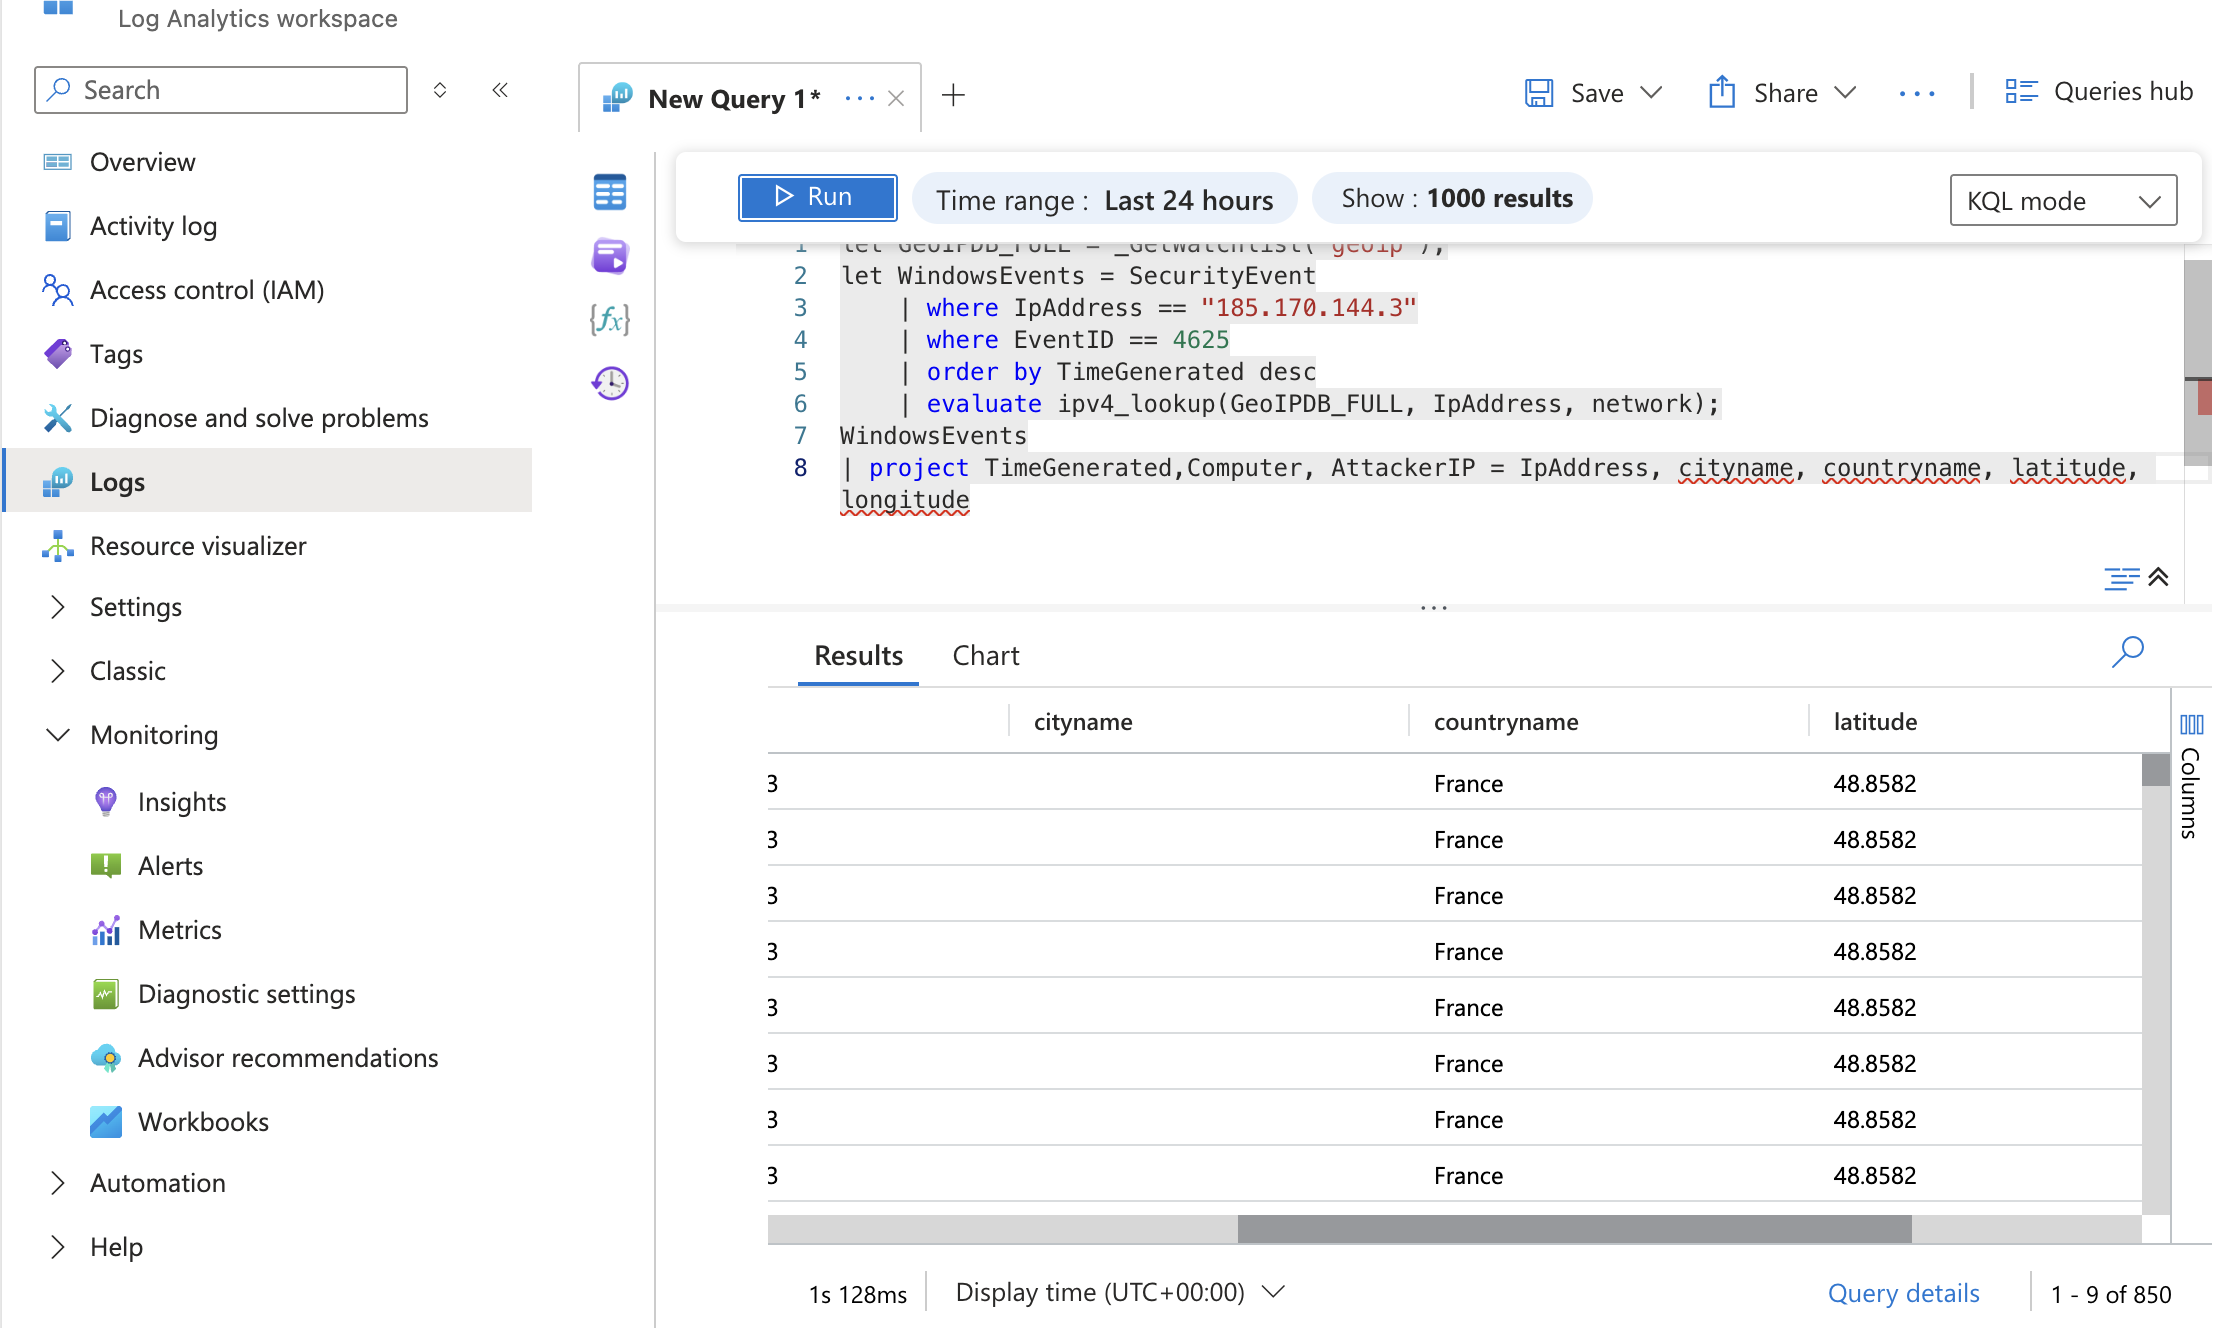 Log Analytics workspace
Search
Overview
Activity log
Access control (IAM)
Tags
Diagnose and solve problems
Logs
Resource visualizer
Settings
Classic
Monitoring
Insights
Alerts
Metrics
Diagnostic settings
Advisor recommendations
Workbooks
Automation
Help
New Query 1*
Save
Share
Queries hub
Run
Time range : Last 24 hours
Show : 1000 results
KQL mode
1 let GeoIPDB_FULL = _GetWatchlist("geoip");
2 let WindowsEvents = SecurityEvent
3 | where IpAddress == "185.170.144.3"
4 | where EventID == 4625
5 | order by TimeGenerated desc
6 | evaluate ipv4_lookup(GeoIPDB_FULL, IpAddress, network);
7 WindowsEvents
8 | project TimeGenerated,Computer, AttackerIP = IpAddress, cityname, countryname, latitude,
longitude
Results Chart
cityname countryname latitude
3 France 48.8582
3 France 48.8582
3 France 48.8582
3 France 48.8582
3 France 48.8582
3 France 48.8582
3 France 48.8582
3 France 48.8582
Columns
1s 128ms
Display time (UTC+00:00)
Query details
1 - 9 of 850